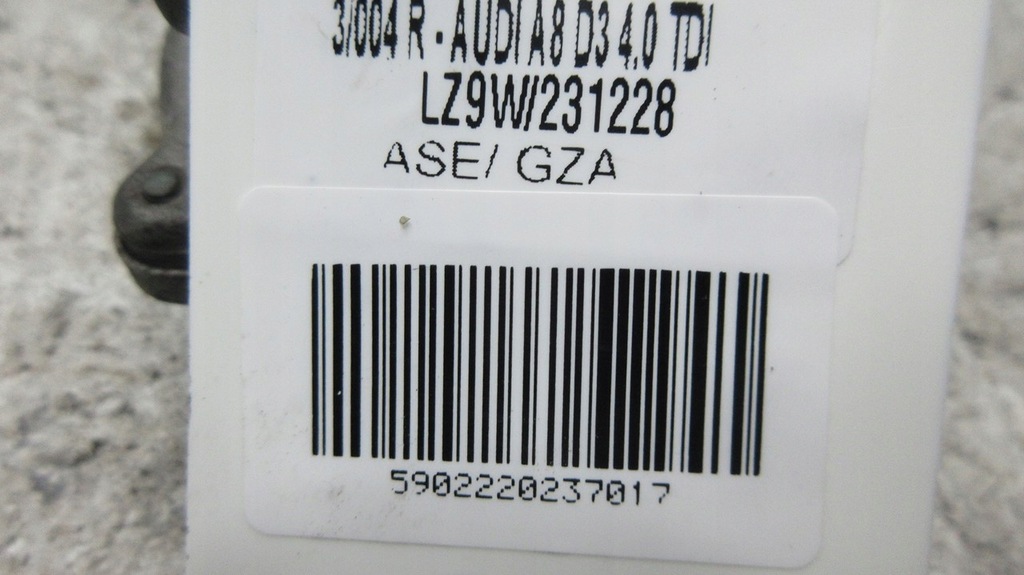 3/004 R - AUDI A8 D3 4.0 TDI
LZ9W/231228
ASE/ GZA
5902220237017